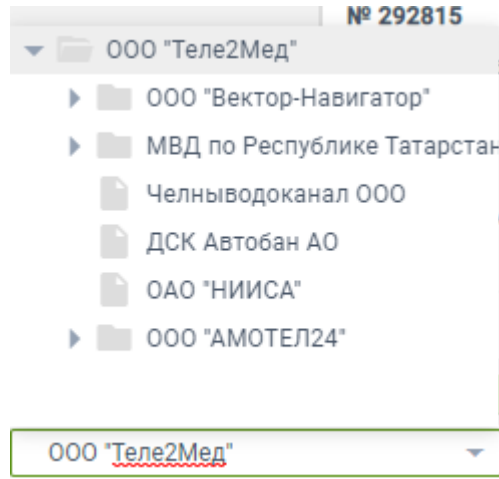 № 292815
ООО "Теле2Мед"
ООО "Вектор-Навигатор"
МВД по Республике Татарстан
Челныводоканал ООО
ДСК Автобан АО
ОАО "НИИСА"
ООО "АМОТЕЛ24"
ООО "Теле2Мед"